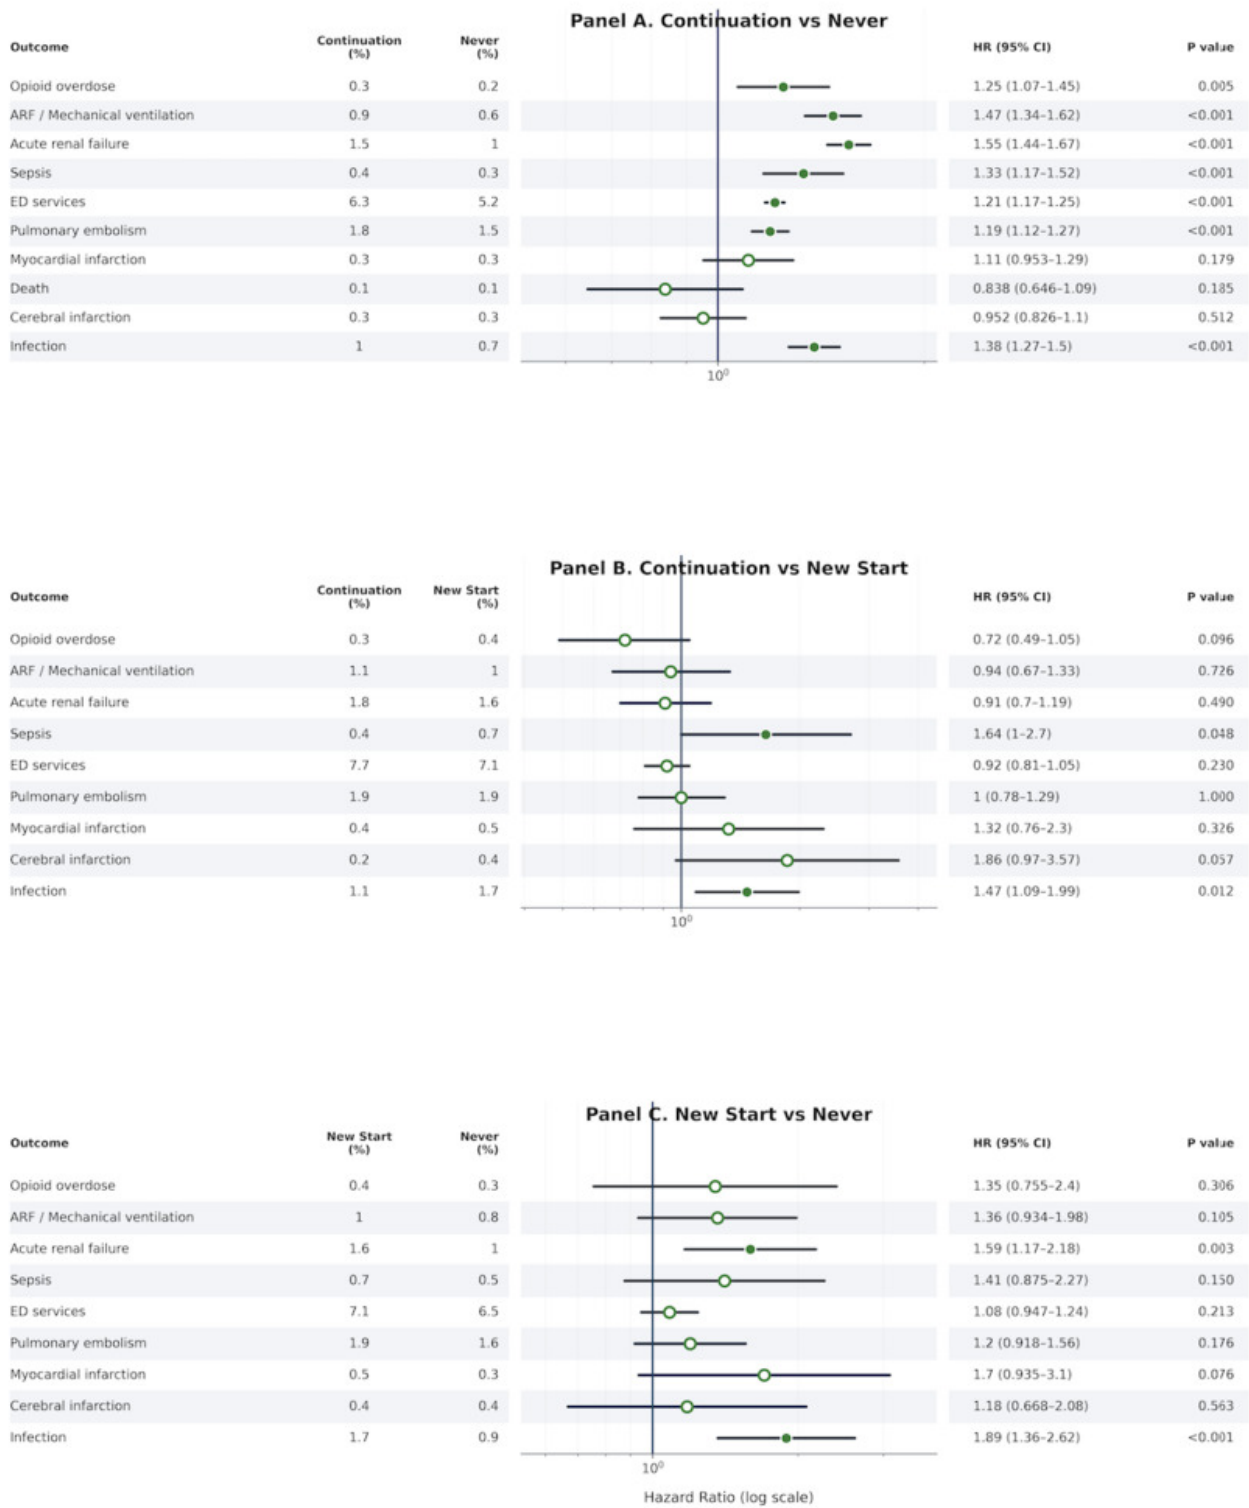 Panel A. Continuation vs Never
Outcome Continuation (%) Never (%) HR (95% CI) P value
Opioid overdose 0.3 0.2 1.25 (1.07–1.45) 0.005
ARF / Mechanical ventilation 0.9 0.6 1.47 (1.34–1.62) <0.001
Acute renal failure 1.5 1 1.55 (1.44–1.67) <0.001
Sepsis 0.4 0.3 1.33 (1.17–1.52) <0.001
ED services 6.3 5.2 1.21 (1.17–1.25) <0.001
Pulmonary embolism 1.8 1.5 1.19 (1.12–1.27) <0.001
Myocardial infarction 0.3 0.3 1.11 (0.953–1.29) 0.179
Death 0.1 0.1 0.838 (0.646–1.09) 0.185
Cerebral infarction 0.3 0.3 0.952 (0.826–1.1) 0.512
Infection 1 0.7 1.38 (1.27–1.5) <0.001
10⁰
Panel B. Continuation vs New Start
Outcome Continuation (%) New Start (%) HR (95% CI) P value
Opioid overdose 0.3 0.4 0.72 (0.49–1.05) 0.096
ARF / Mechanical ventilation 1.1 1 0.94 (0.67–1.33) 0.726
Acute renal failure 1.8 1.6 0.91 (0.7–1.19) 0.490
Sepsis 0.4 0.7 1.64 (1–2.7) 0.048
ED services 7.7 7.1 0.92 (0.81–1.05) 0.230
Pulmonary embolism 1.9 1.9 1 (0.78–1.29) 1.000
Myocardial infarction 0.4 0.5 1.32 (0.76–2.3) 0.326
Cerebral infarction 0.2 0.4 1.86 (0.97–3.57) 0.057
Infection 1.1 1.7 1.47 (1.09–1.99) 0.012
10⁰
Panel C. New Start vs Never
Outcome New Start (%) Never (%) HR (95% CI) P value
Opioid overdose 0.4 0.3 1.35 (0.755–2.4) 0.306
ARF / Mechanical ventilation 1 0.8 1.36 (0.934–1.98) 0.105
Acute renal failure 1.6 1 1.59 (1.17–2.18) 0.003
Sepsis 0.7 0.5 1.41 (0.875–2.27) 0.150
ED services 7.1 6.5 1.08 (0.947–1.24) 0.213
Pulmonary embolism 1.9 1.6 1.2 (0.918–1.56) 0.176
Myocardial infarction 0.5 0.3 1.7 (0.935–3.1) 0.076
Cerebral infarction 0.4 0.4 1.18 (0.668–2.08) 0.563
Infection 1.7 0.9 1.89 (1.36–2.62) <0.001
10⁰
Hazard Ratio (log scale)